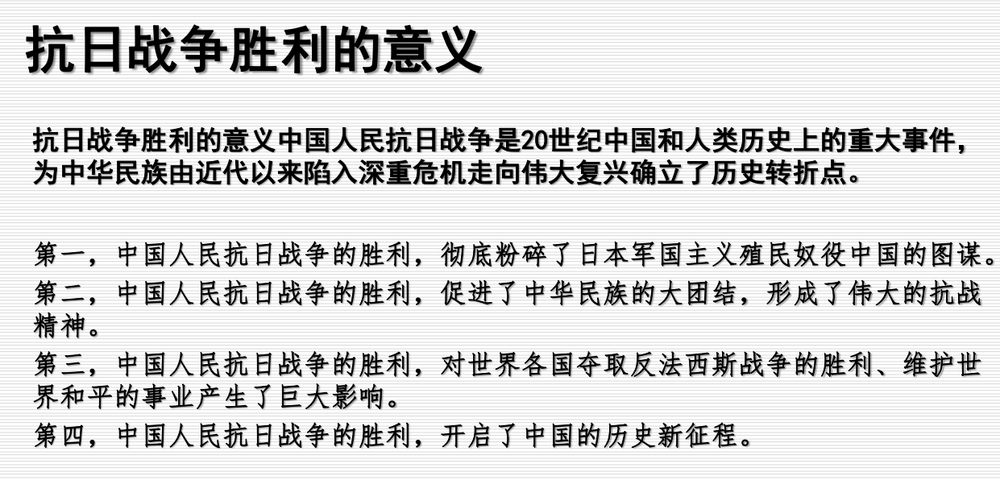 抗日战争胜利的意义
抗日战争胜利的意义中国人民抗日战争是20世纪中国和人类历史上的重大事件，
为中华民族由近代以来陷入深重危机走向伟大复兴确立了历史转折点。
第一，中国人民抗日战争的胜利，彻底粉碎了日本军国主义殖民奴役中国的图谋。
第二，中国人民抗日战争的胜利，促进了中华民族的大团结，形成了伟大的抗战
精神。
第三，中国人民抗日战争的胜利，对世界各国夺取反法西斯战争的胜利、维护世
界和平的事业产生了巨大影响。
第四，中国人民抗日战争的胜利，开启了中国的历史新征程。